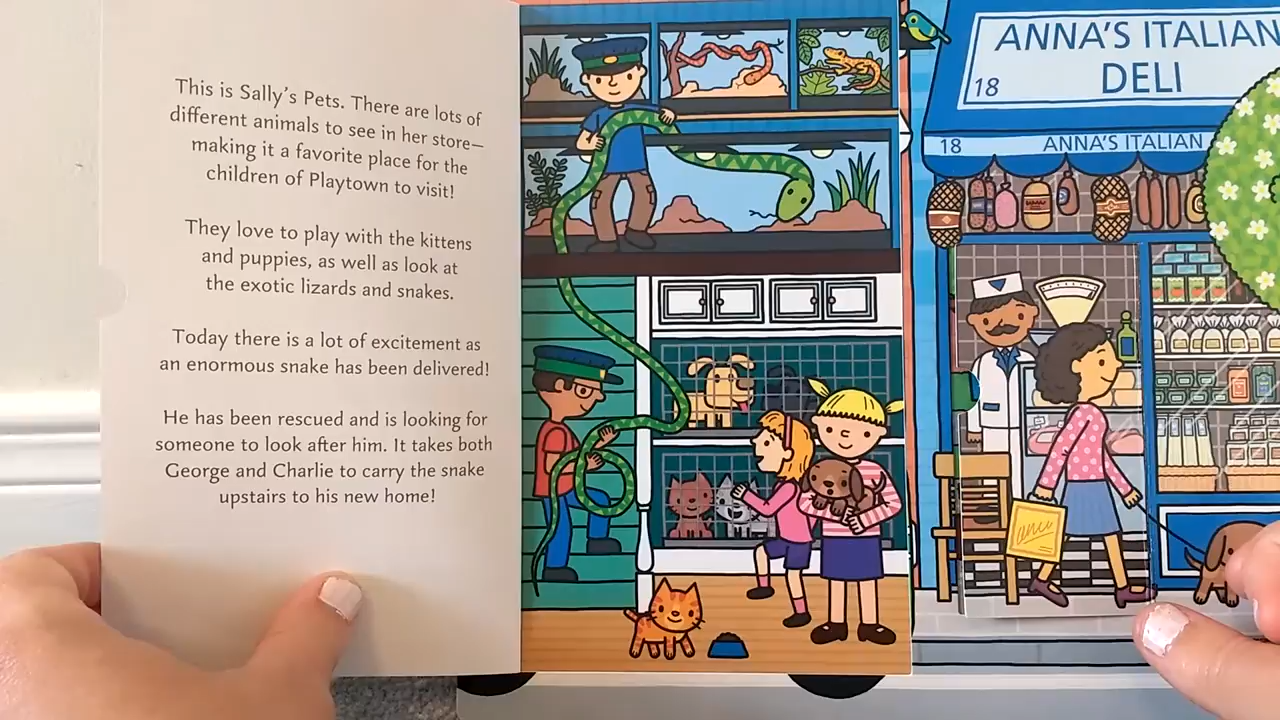 This is Sally's Pets. There are lots of
different animals to see in her store—
making it a favorite place for the
children of Playtown to visit!
They love to play with the kittens
and puppies, as well as look at
the exotic lizards and snakes.
Today there is a lot of excitement as
an enormous snake has been delivered!
He has been rescued and is looking for
someone to look after him. It takes both
George and Charlie to carry the snake
upstairs to his new home!
ANNA'S ITALIAN
DELI
18
18 ANNA'S ITALIAN